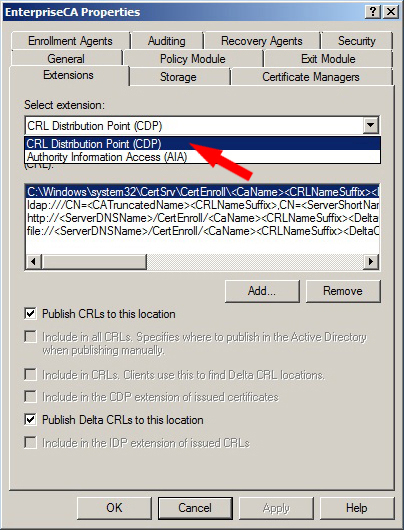 EnterpriseCA Properties
Enrollment Agents Auditing Recovery Agents Security
General Policy Module Exit Module
Extensions Storage Certificate Managers
Select extension:
CRL Distribution Point (CDP)
CRL Distribution Point (CDP)
Authority Information Access (AIA)
(CRL).
C:\Windows\system32\CertSrv\CertEnroll\<CaName><CRLNameSuffix><D
ldap:///CN=<CATruncatedName><CRLNameSuffix>,CN=<ServerShortNam
http://<ServerDNSName>/CertEnroll/<CaName><CRLNameSuffix><Delta
file://<ServerDNSName>/CertEnroll/<CaName><CRLNameSuffix><DeltaC
Add... Remove
Publish CRLs to this location
Include in all CRLs. Specifies where to publish in the Active Directory
when publishing manually.
Include in CRLs. Clients use this to find Delta CRL locations.
Include in the CDP extension of issued certificates
Publish Delta CRLs to this location
Include in the IDP extension of issued CRLs
OK Cancel Apply Help